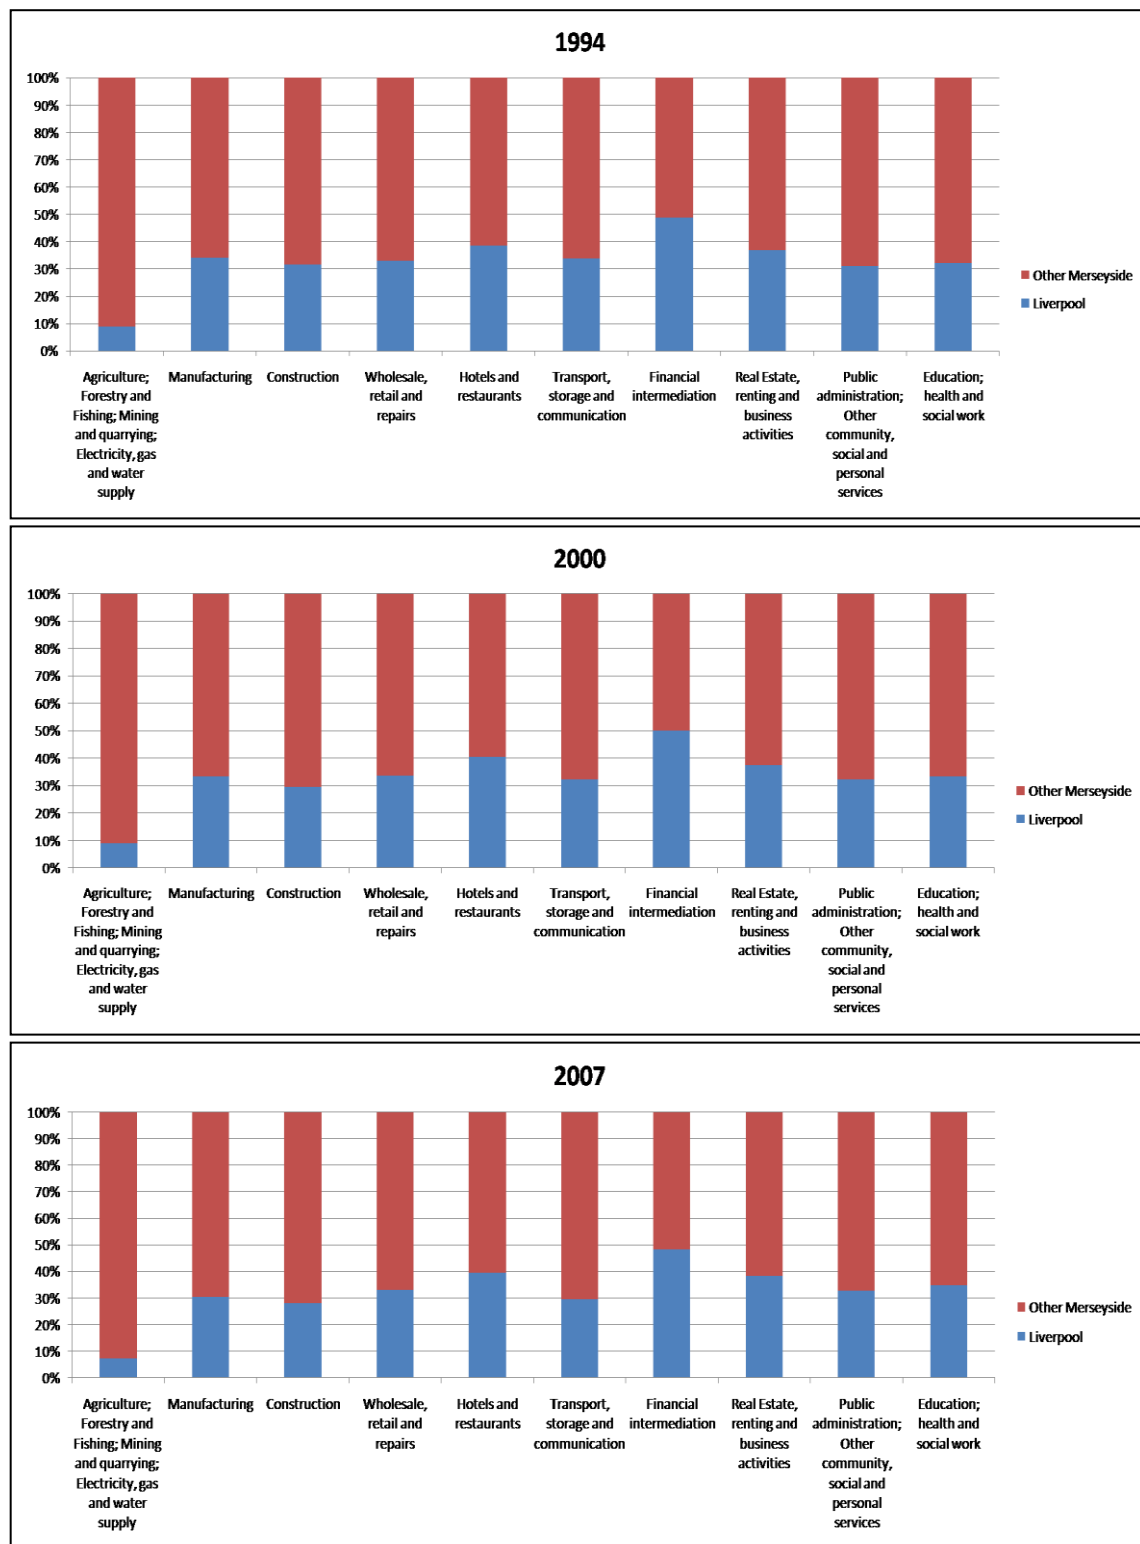 1994
100%
90%
80%
70%
60%
50%
40%
30%
20%
10%
0%
Agriculture;
Forestry and
Fishing; Mining
and quarrying;
Electricity, gas
and water
supply
Manufacturing
Construction
Wholesale,
retail and
repairs
Hotels and
restaurants
Transport,
storage and
communication
Financial
intermediation
Real Estate,
renting and
business
activities
Public
administration;
Other
community,
social and
personal
services
Education;
health and
social work
Other Merseyside
Liverpool
2000
100%
90%
80%
70%
60%
50%
40%
30%
20%
10%
0%
Agriculture;
Forestry and
Fishing; Mining
and quarrying;
Electricity, gas
and water
supply
Manufacturing
Construction
Wholesale,
retail and
repairs
Hotels and
restaurants
Transport,
storage and
communication
Financial
intermediation
Real Estate,
renting and
business
activities
Public
administration;
Other
community,
social and
personal
services
Education;
health and
social work
Other Merseyside
Liverpool
2007
100%
90%
80%
70%
60%
50%
40%
30%
20%
10%
0%
Agriculture;
Forestry and
Fishing; Mining
and quarrying;
Electricity, gas
and water
supply
Manufacturing
Construction
Wholesale,
retail and
repairs
Hotels and
restaurants
Transport,
storage and
communication
Financial
intermediation
Real Estate,
renting and
business
activities
Public
administration;
Other
community,
social and
personal
services
Education;
health and
social work
Other Merseyside
Liverpool